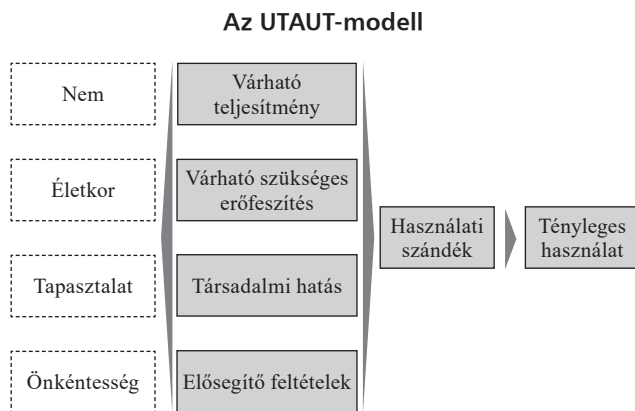 Az UTAUT-modell
Nem
Várható
teljesítmény
Életkor
Várható szükséges
erőfeszítés
Használati
szándék
Tényleges
használat
Tapasztalat
Társadalmi hatás
Önkéntesség
Elősegítő feltételek